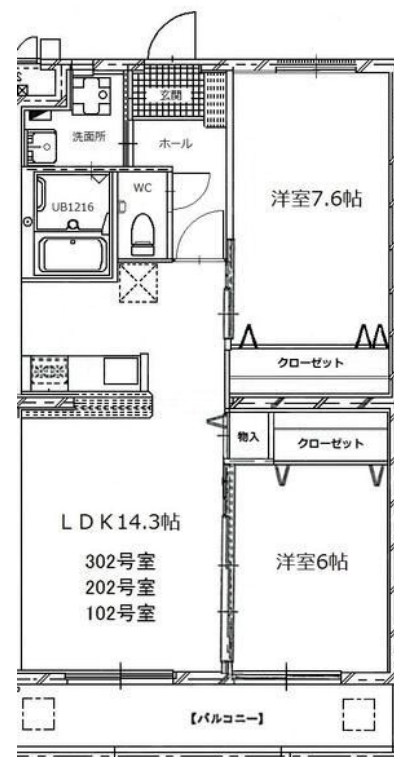 玄関
洗面所
ホール
WC
UB1216
洋室7.6帖
クローゼット
物入
クローゼット
LDK14.3帖
302号室
202号室
102号室
洋室6帖
【バルコニー】